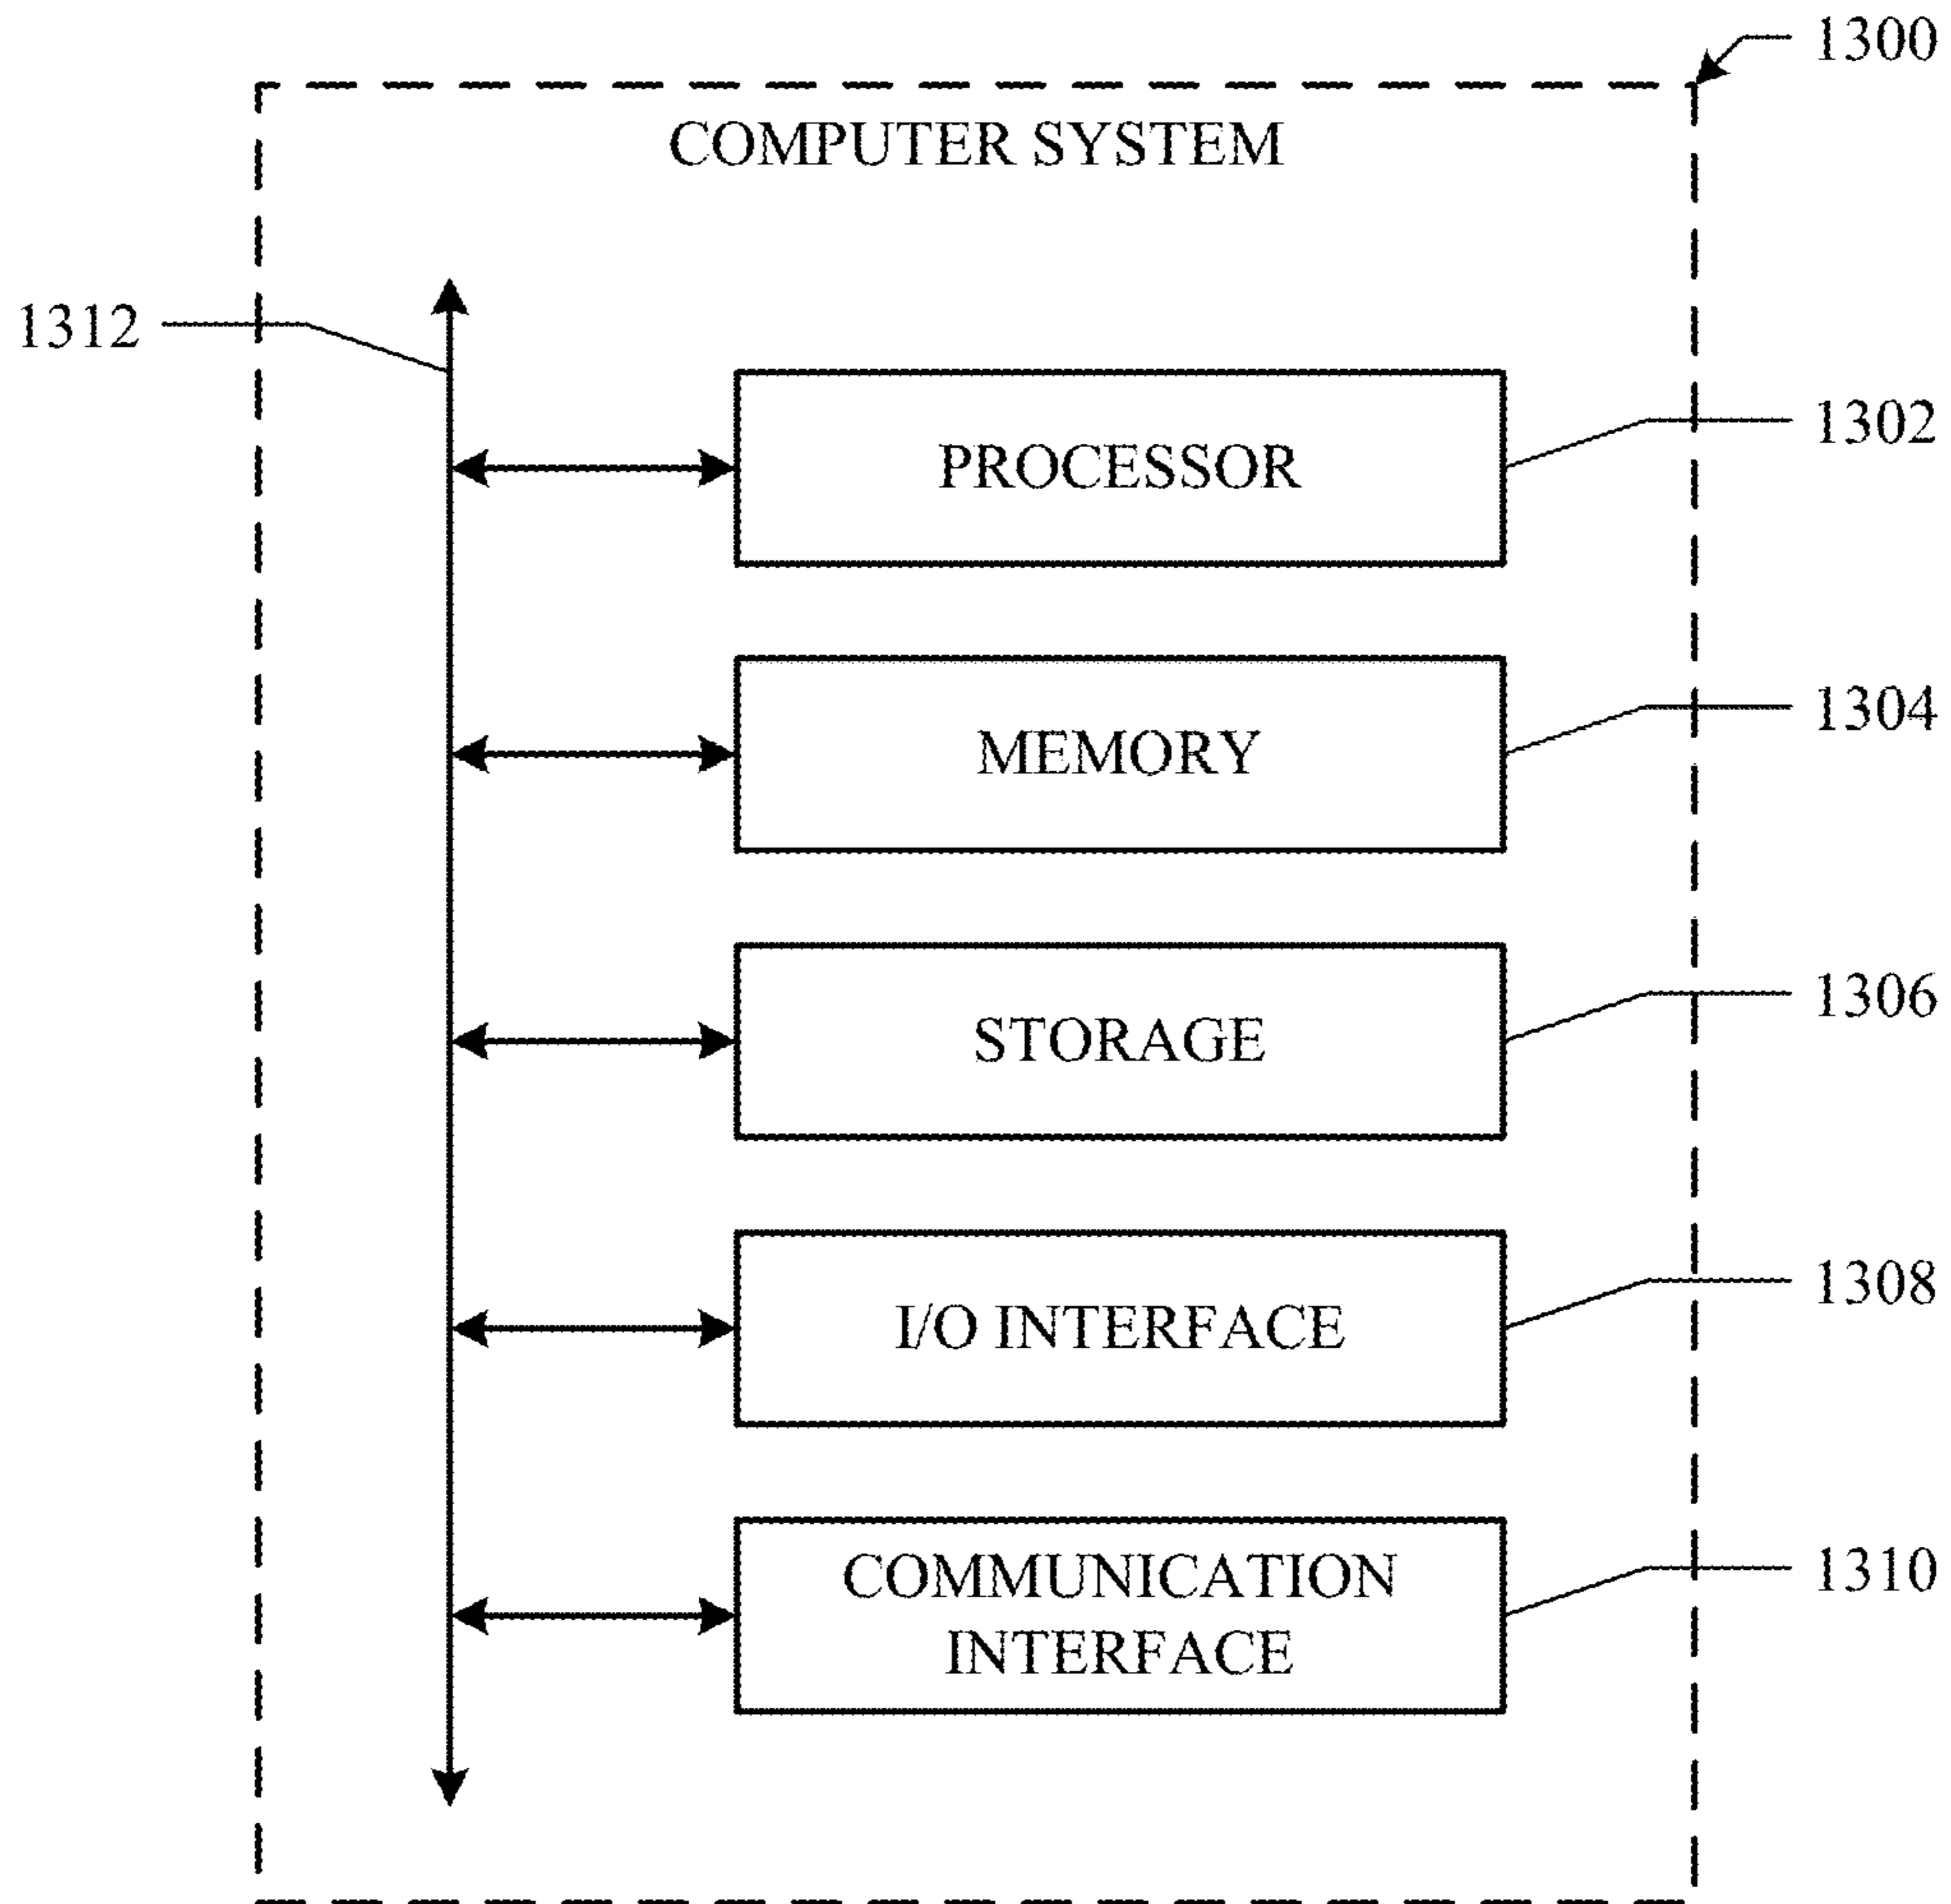 1300
COMPUTER SYSTEM
1312
PROCESSOR
1302
MEMORY
1304
STORAGE
1306
I/O INTERFACE
1308
COMMUNICATION
INTERFACE
1310